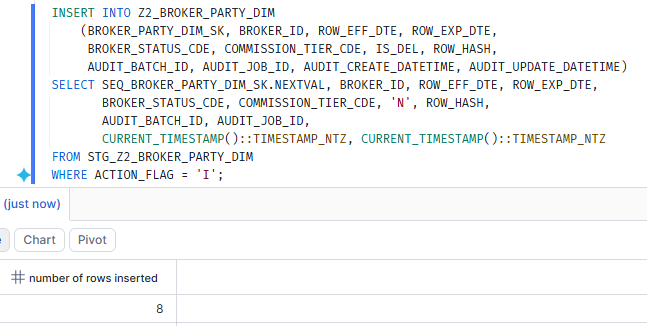 INSERT INTO Z2_BROKER_PARTY_DIM
(BROKER_PARTY_DIM_SK, BROKER_ID, ROW_EFF_DTE, ROW_EXP_DTE,
BROKER_STATUS_CDE, COMMISSION_TIER_CDE, IS_DEL, ROW_HASH,
AUDIT_BATCH_ID, AUDIT_JOB_ID, AUDIT_CREATE_DATETIME, AUDIT_UPDATE_DATETIME)
SELECT SEQ_BROKER_PARTY_DIM_SK.NEXTVAL, BROKER_ID, ROW_EFF_DTE, ROW_EXP_DTE,
BROKER_STATUS_CDE, COMMISSION_TIER_CDE, 'N', ROW_HASH,
AUDIT_BATCH_ID, AUDIT_JOB_ID,
CURRENT_TIMESTAMP()::TIMESTAMP_NTZ, CURRENT_TIMESTAMP()::TIMESTAMP_NTZ
FROM STG_Z2_BROKER_PARTY_DIM
WHERE ACTION_FLAG = 'I';
(just now)
Chart Pivot
# number of rows inserted
8